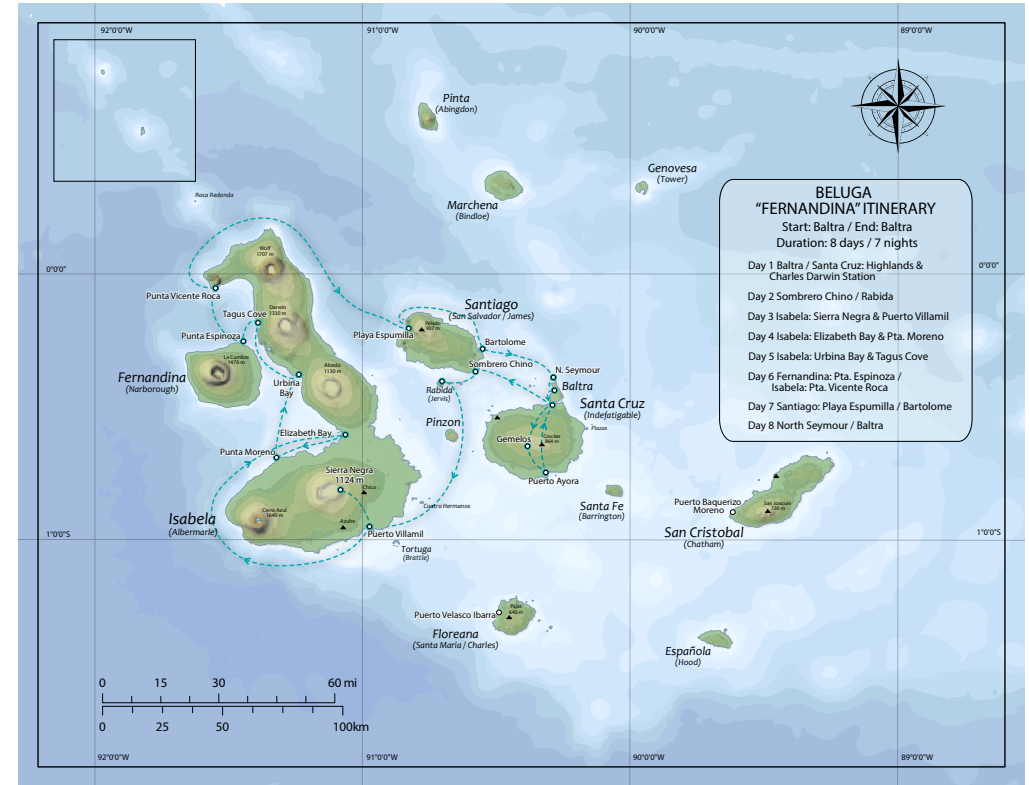 92°0'0"W
91°0'0"W
90°0'0"W
89°0'0"W
Pinta
(Abingdon)
Genovesa
(Tower)
Roca Redonda
Marchena
(Bindloe)
BELUGA
"FERNANDINA" ITINERARY
Start: Baltra / End: Baltra
Duration: 8 days / 7 nights
Day 1 Baltra / Santa Cruz: Highlands &
Charles Darwin Station
Day 2 Sombrero Chino / Rabida
Day 3 Isabela: Sierra Negra & Puerto Villamil
Day 4 Isabela: Elizabeth Bay & Pta. Moreno
Day 5 Isabela: Urbina Bay & Tagus Cove
Day 6 Fernandina: Pta. Espinoza /
Isabela: Pta. Vicente Roca
Day 7 Santiago: Playa Espumilla / Bartolome
Day 8 North Seymour / Baltra
Wolf
1707 m
0°0'0"
0°0'0"
Punta Vicente Roca
Darwin
1330 m
Tagus Cove
Santiago
(San Salvador / James)
Pelado
907 m
Playa Espumilla
Punta Espinoza
Bartolome
La Cumbre
1476 m
Sombrero Chino
Alcedo
1130 m
N. Seymour
Fernandina
(Narborough)
Urbina
Bay
Rabida
(Jervis)
Baltra
Santa Cruz
(Indefatigable)
Pinzon
Plazas
Elizabeth Bay
Crocker
864 m
Gemelos
Punta Moreno
Sierra Negra
1124 m
Puerto Ayora
Chico
Cuatro Hermanos
Santa Fe
(Barrington)
Puerto Baquerizo
Moreno
San Joaquin
730 m
Cerro Azul
1640 m
Isabela
(Albermarle)
Azufre
Puerto Villamil
San Cristobal
(Chatham)
1°0'0"S
1°0'0"S
Tortuga
(Brattle)
Pajas
640 m
Puerto Velasco Ibarra
Floreana
(Santa Maria / Charles)
Española
(Hood)
0
15
30
60 mi
0
25
50
100km
92°0'0"W
91°0'0"W
90°0'0"W
89°0'0"W